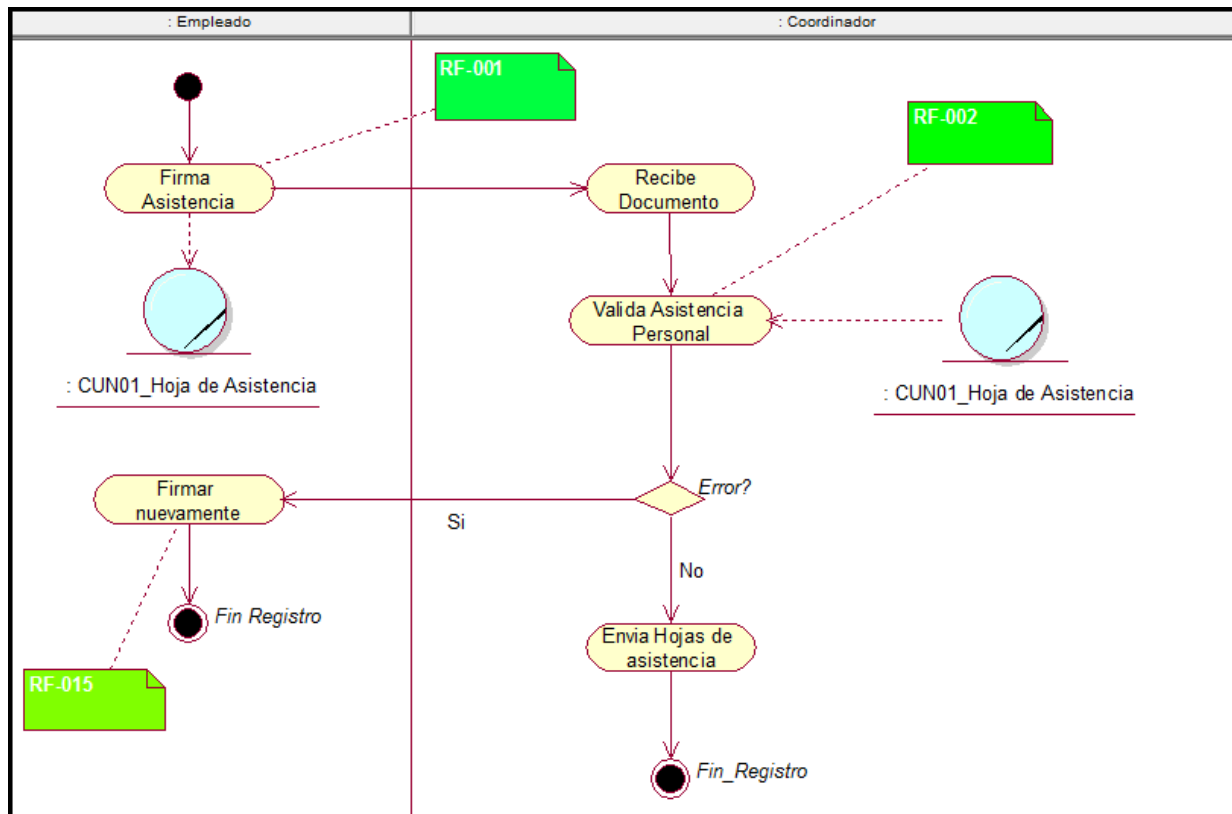 : Empleado
: Coordinador
RF-001
RF-002
Firma
Asistencia
Recibe
Documento
Valida Asistencia
Personal
: CUN01_Hoja de Asistencia
: CUN01_Hoja de Asistencia
Firmar
nuevamente
Error?
Si
No
Fin Registro
Envia Hojas de
asistencia
RF-015
Fin_Registro